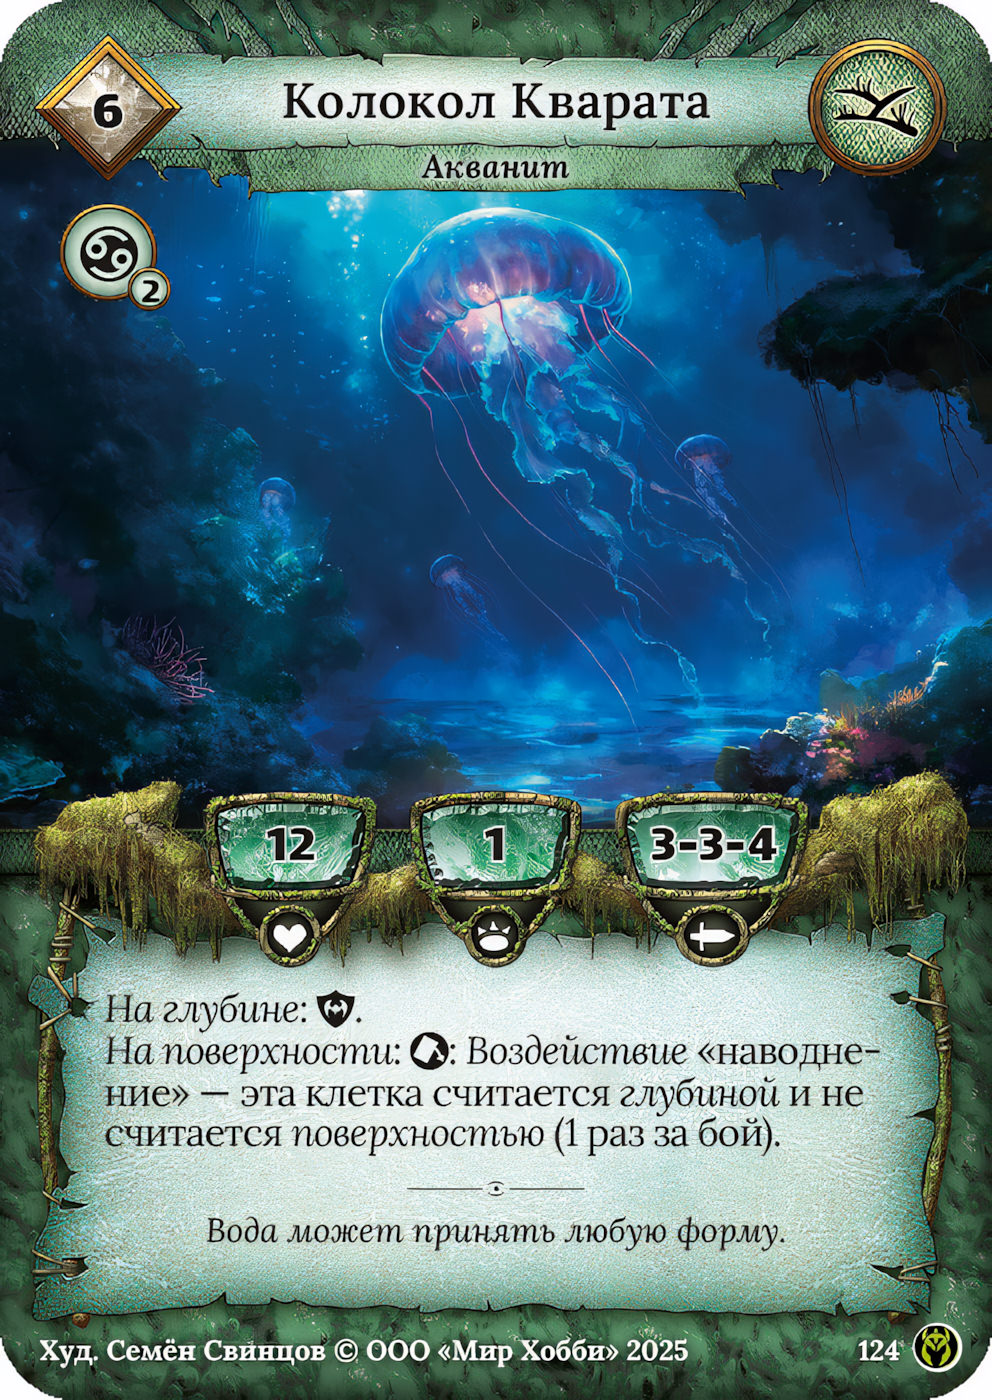 6
Колокол Кварата
Акванит
2
12
1
3-3-4
На глубине: .
На поверхности: : Воздействие «наводне-
ние» — эта клетка считается глубиной и не
считается поверхностью (1 раз за бой).
Вода может принять любую форму.
Худ. Семён Свинцов © ООО «Мир Хобби» 2025
124